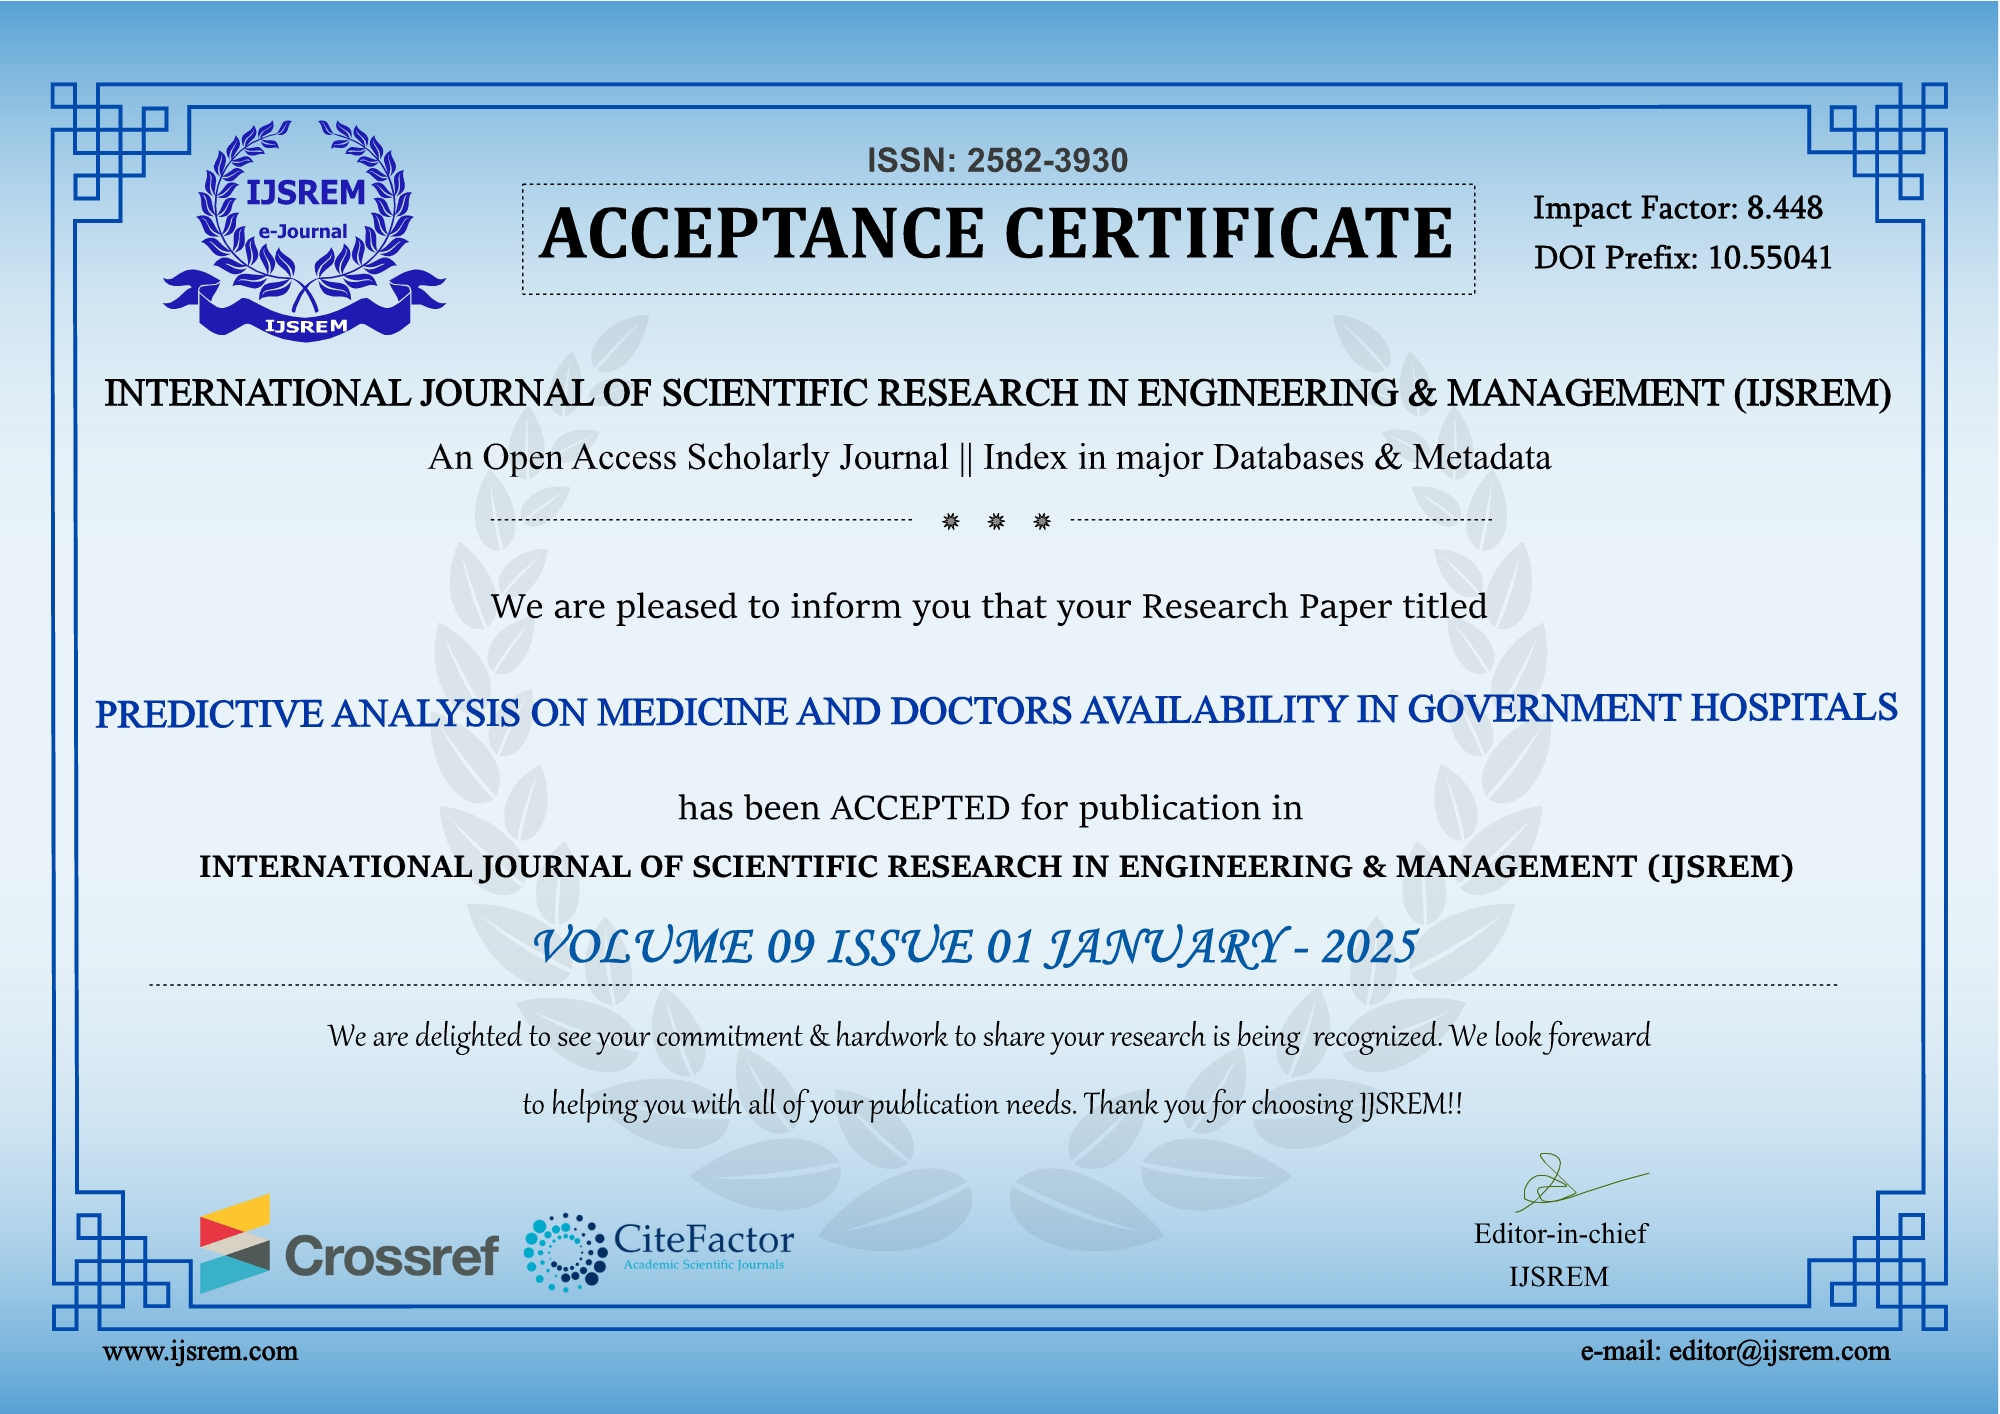 IJSREM
e-Journal
IJSREM
ISSN: 2582-3930
ACCEPTANCE CERTIFICATE
Impact Factor: 8.448
DOI Prefix: 10.55041
INTERNATIONAL JOURNAL OF SCIENTIFIC RESEARCH IN ENGINEERING & MANAGEMENT (IJSREM)
An Open Access Scholarly Journal || Index in major Databases & Metadata
We are pleased to inform you that your Research Paper titled
PREDICTIVE ANALYSIS ON MEDICINE AND DOCTORS AVAILABILITY IN GOVERNMENT HOSPITALS
has been ACCEPTED for publication in
INTERNATIONAL JOURNAL OF SCIENTIFIC RESEARCH IN ENGINEERING & MANAGEMENT (IJSREM)
VOLUME 09 ISSUE 01 JANUARY - 2025
We are delighted to see your commitment & hardwork to share your research is being recognized. We look foreward
to helping you with all of your publication needs. Thank you for choosing IJSREM!!
Crossref
CiteFactor
Academic Scientific Journals
Editor-in-chief
IJSREM
www.ijsrem.com
e-mail: editor@ijsrem.com